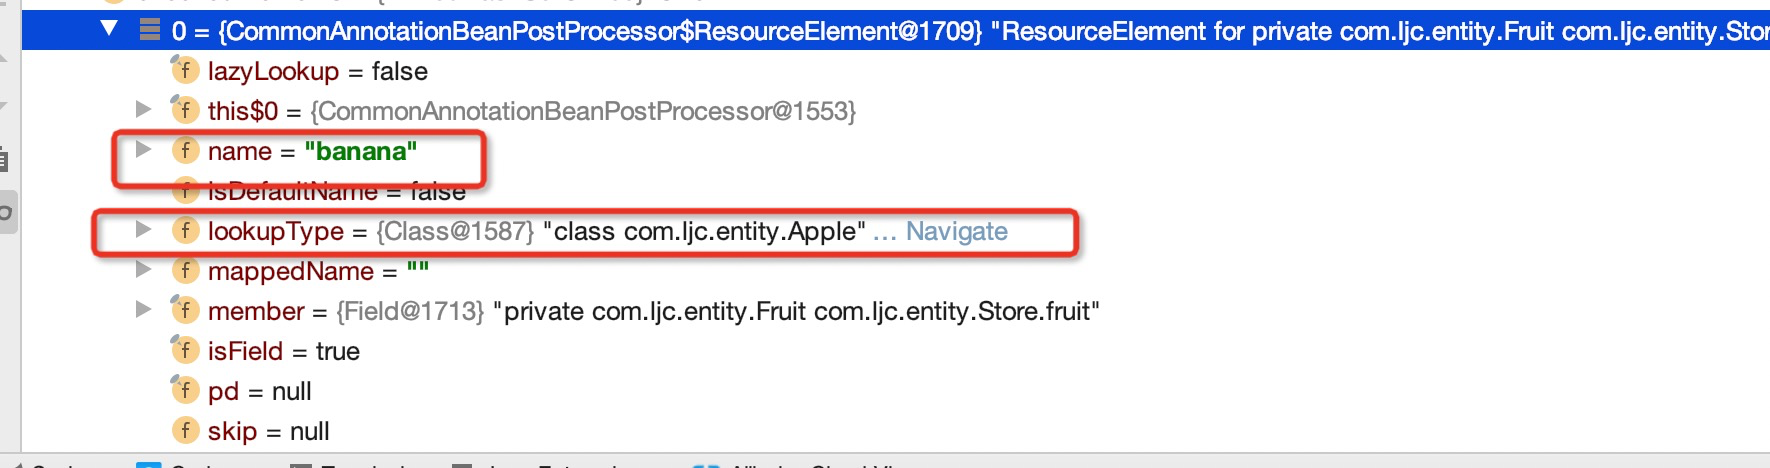 0 = {CommonAnnotationBeanPostProcessor$ResourceElement@1709} "ResourceElement for private com.ljc.entity.Fruit com.ljc.entity.Stor
f lazyLookup = false
f this$0 = {CommonAnnotationBeanPostProcessor@1553}
f name = "banana"
f isDefaultName = false
f lookupType = {Class@1587} "class com.ljc.entity.Apple" ... Navigate
f mappedName = ""
f member = {Field@1713} "private com.ljc.entity.Fruit com.ljc.entity.Store.fruit"
f isField = true
f pd = null
f skip = null